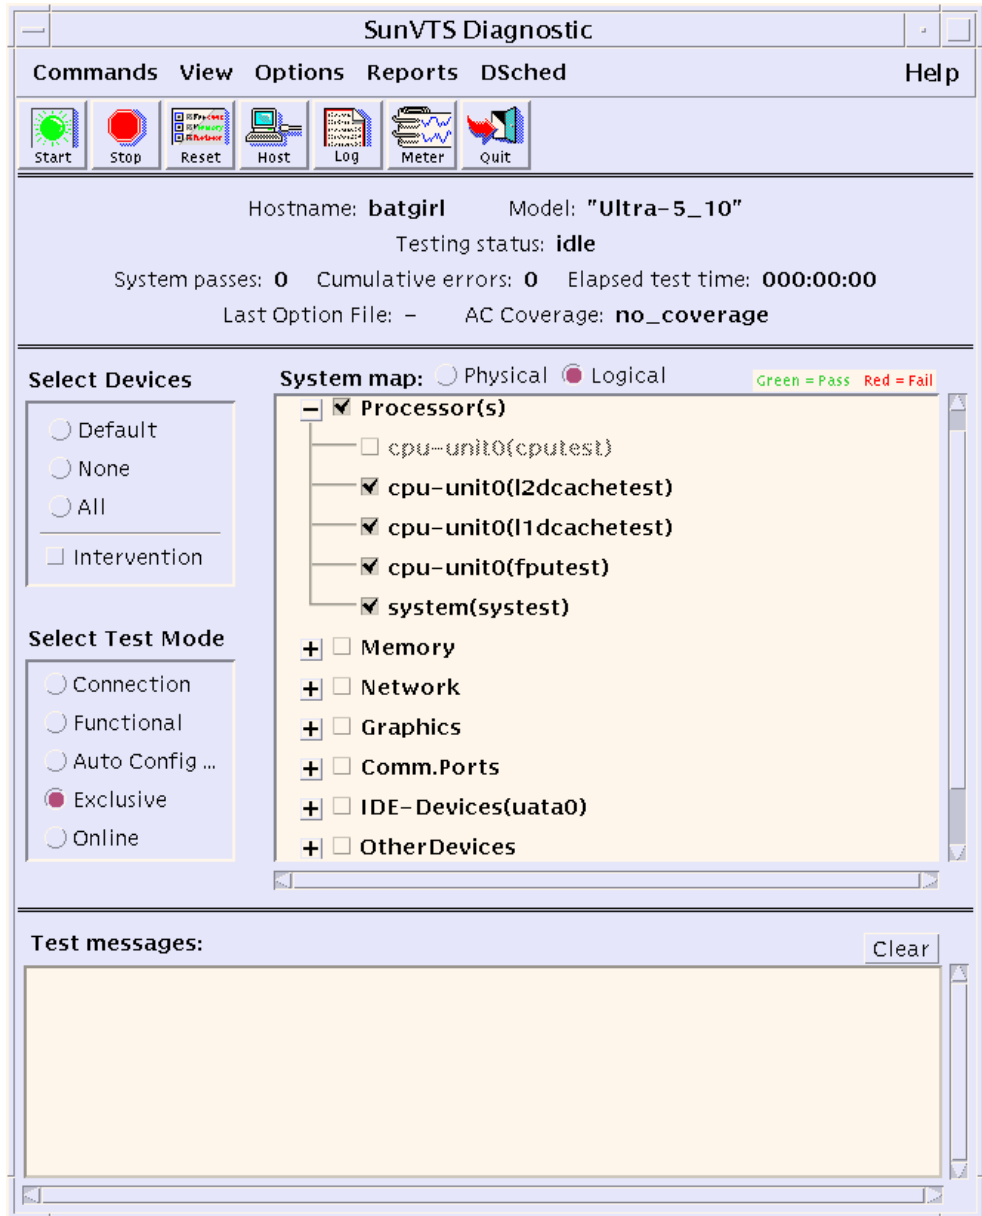 SunVTS Diagnostic
Commands View Options Reports DSched Help
Start Stop Reset Host Log Meter Quit
Hostname: batgirl Model: "Ultra-5_10"
Testing status: idle
System passes: 0 Cumulative errors: 0 Elapsed test time: 000:00:00
Last Option File: – AC Coverage: no_coverage
Select Devices
Default
None
All
Intervention
Select Test Mode
Connection
Functional
Auto Config ...
Exclusive
Online
System map: Physical Logical Green = Pass Red = Fail
Processor(s)
cpu-unit0(cputest)
cpu-unit0(l2dcachetest)
cpu-unit0(l1dcachetest)
cpu-unit0(fputest)
system(systest)
Memory
Network
Graphics
Comm.Ports
IDE-Devices(uata0)
OtherDevices
Test messages:
Clear